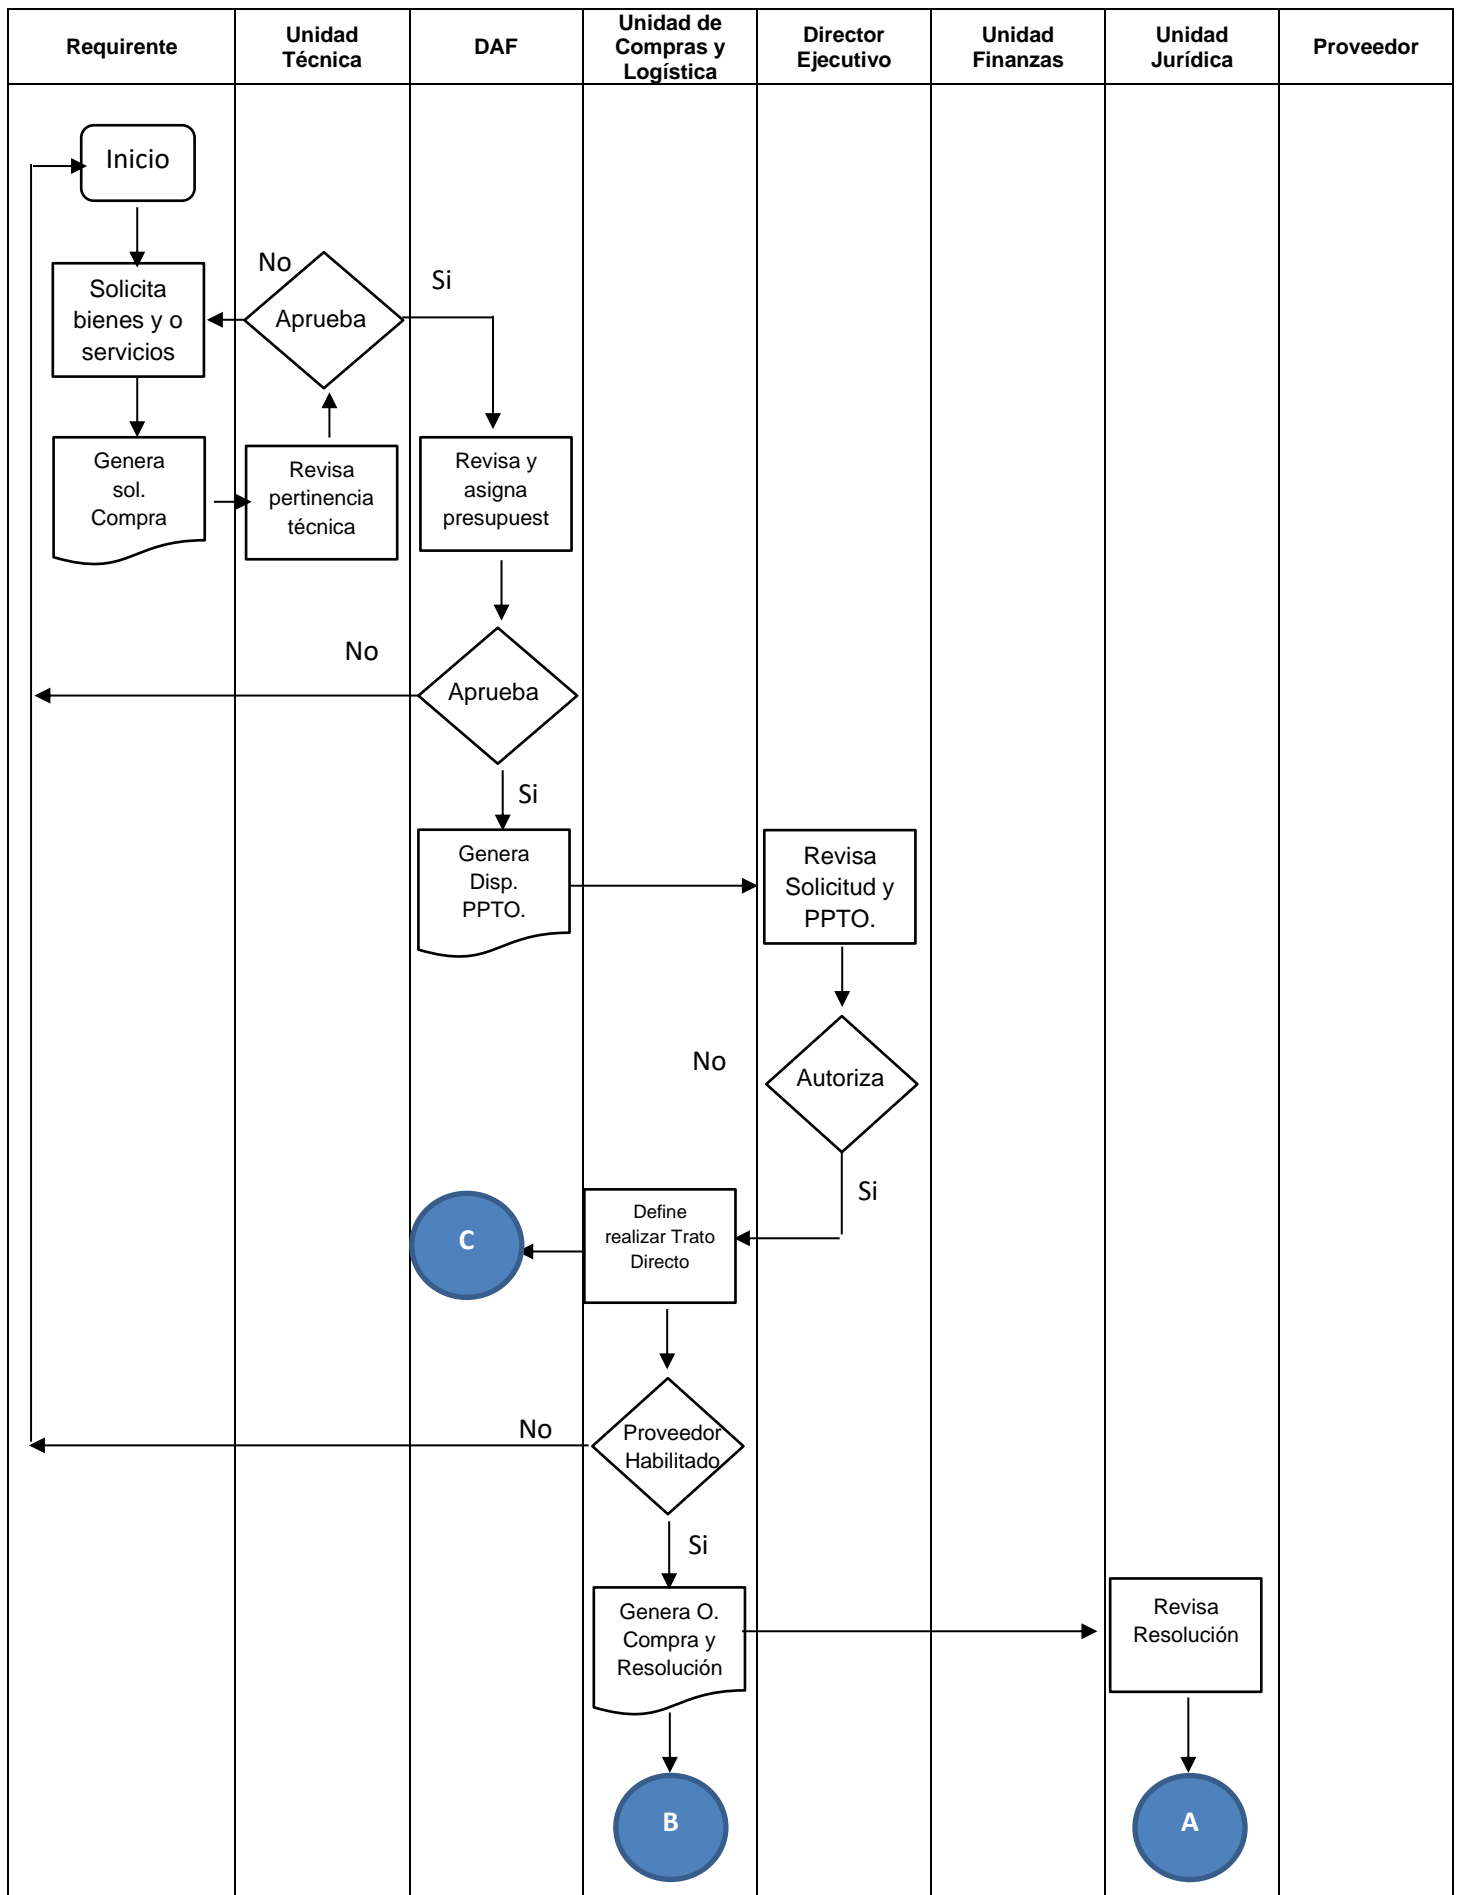 Requirente
Unidad
Técnica
DAF
Unidad de
Compras y
Logística
Director
Ejecutivo
Unidad
Finanzas
Unidad
Jurídica
Proveedor
Inicio
No
Si
Solicita
bienes y o
servicios
Aprueba
Genera
sol.
Compra
Revisa
pertinencia
técnica
Revisa y
asigna
presupuest
No
Aprueba
Si
Genera
Disp.
PPTO.
Revisa
Solicitud y
PPTO.
No
Autoriza
Si
C
Define
realizar Trato
Directo
No
Proveedor
Habilitado
Si
Genera O.
Compra y
Resolución
Revisa
Resolución
B
A